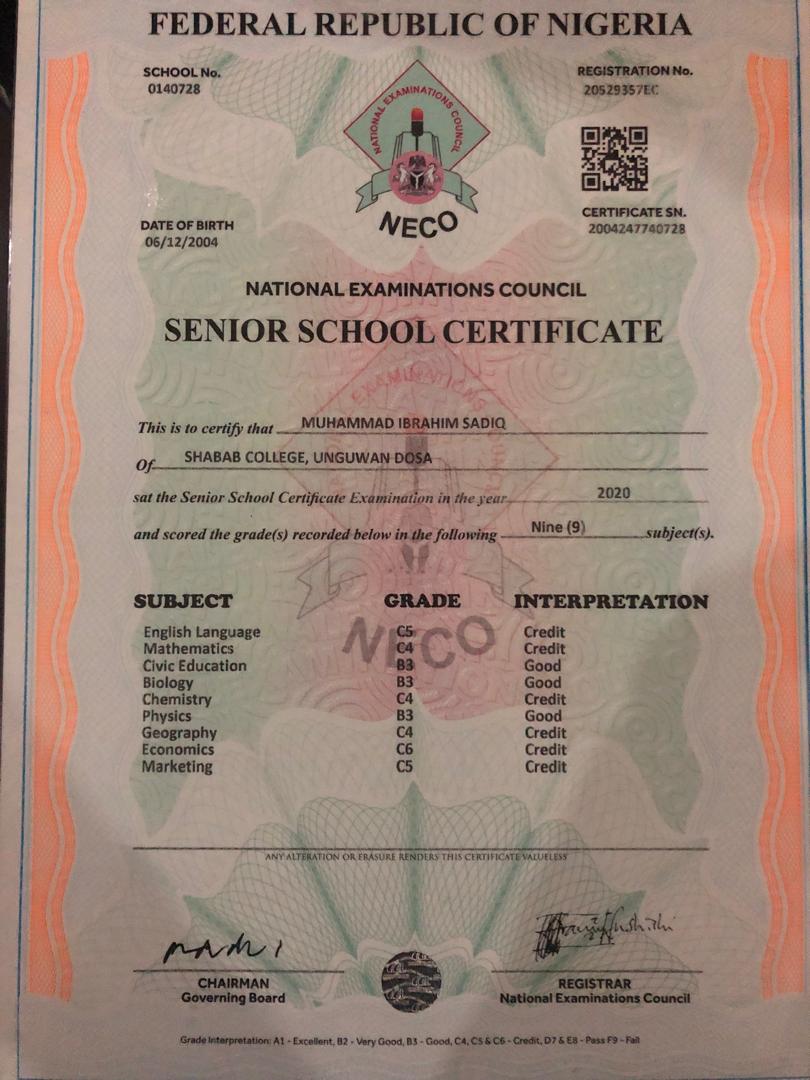 FEDERAL REPUBLIC OF NIGERIA
SCHOOL No.
0140728
REGISTRATION No.
20529357EC
NATIONAL EXAMINATIONS COUNCIL
NECO
DATE OF BIRTH
06/12/2004
CERTIFICATE SN.
2004247740728
NATIONAL EXAMINATIONS COUNCIL
SENIOR SCHOOL CERTIFICATE
This is to certify that MUHAMMAD IBRAHIM SADIQ
Of SHABAB COLLEGE, UNGUWAN DOSA
sat the Senior School Certificate Examination in the year 2020
and scored the grade(s) recorded below in the following Nine (9) subject(s).
SUBJECT GRADE INTERPRETATION
English Language C5 Credit
Mathematics C4 Credit
Civic Education B3 Good
Biology B3 Good
Chemistry C4 Credit
Physics B3 Good
Geography C4 Credit
Economics C6 Credit
Marketing C5 Credit
NECO
ANY ALTERATION OR ERASURE RENDERS THIS CERTIFICATE VALUELESS
CHAIRMAN
Governing Board
REGISTRAR
National Examinations Council
Grade Interpretation: A1 - Excellent, B2 - Very Good, B3 - Good, C4, C5 & C6 - Credit, D7 & E8 - Pass F9 - Fail